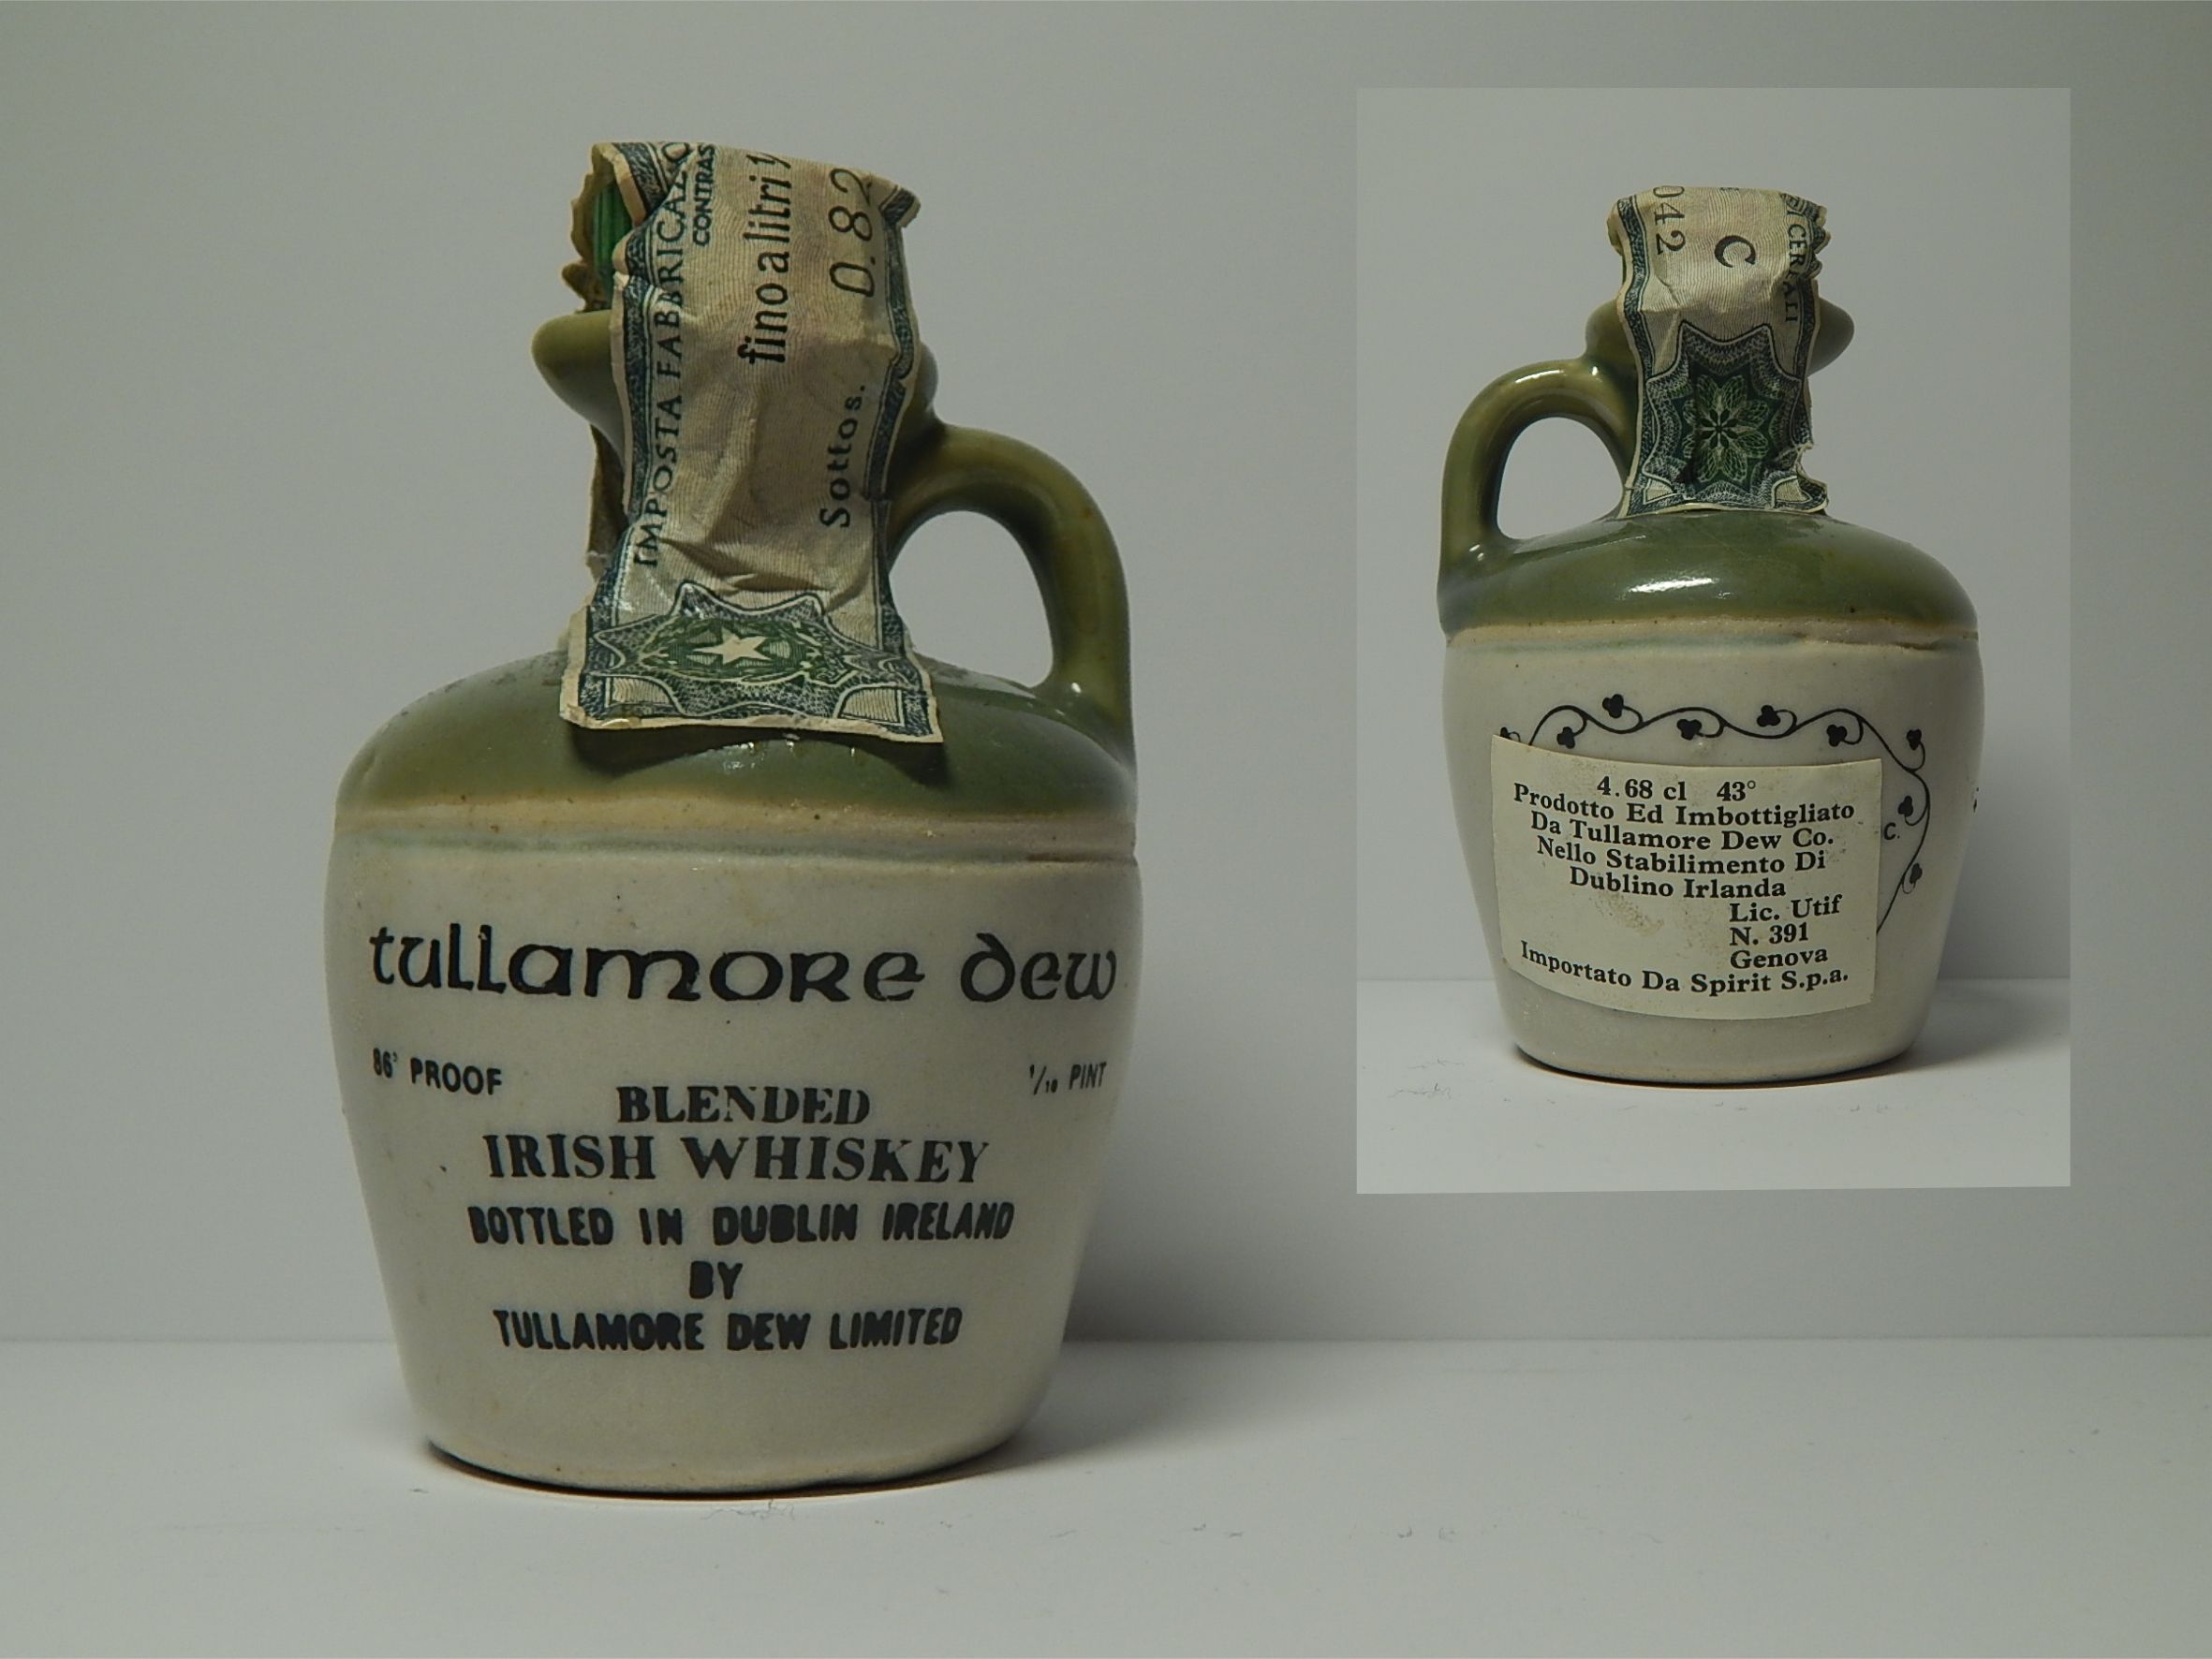 IMPOSTA FABBRICAZ
CONTRAS
fino a litri
0.82
Sottos.
tullamore dew
86° PROOF
1/10 PINT
BLENDED
IRISH WHISKEY
BOTTLED IN DUBLIN IRELAND
BY
TULLAMORE DEW LIMITED
042
C
CEREALI
4.68 cl 43°
Prodotto Ed Imbottigliato
Da Tullamore Dew Co.
Nello Stabilimento Di
Dublino Irlanda
Lic. Utif
N. 391
Genova
Importato Da Spirit S.p.a.
C.